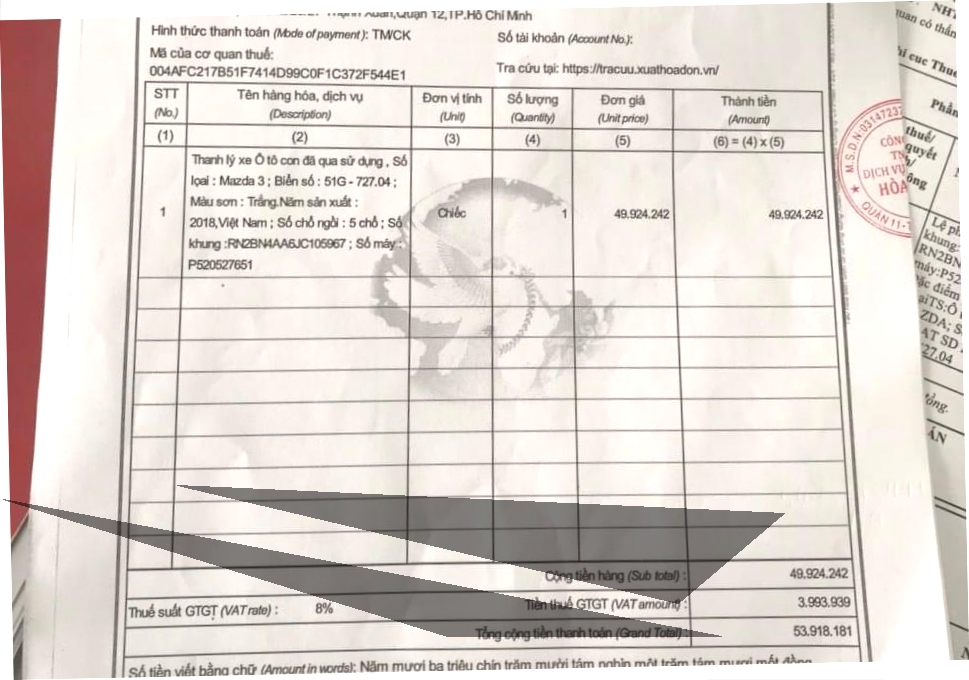 Thạnh Xuân,Quận 12,TP.Hồ Chí Minh
Hình thức thanh toán (Mode of payment): TM/CK
Số tài khoản (Account No.):
Mã của cơ quan thuế:
004AFC217B51F7414D99C0F1C372F544E1
Tra cứu tại: https://tracuu.xuathoadon.vn/
STT (No.)
Tên hàng hóa, dịch vụ (Description)
Đơn vị tính (Unit)
Số lượng (Quantity)
Đơn giá (Unit price)
Thành tiền (Amount)
(1) (2) (3) (4) (5) (6) = (4) x (5)
Thanh lý xe Ô tô con đã qua sử dụng , Số
lọai : Mazda 3 ; Biển số : 51G - 727.04 ;
Màu sơn : Trắng.Năm sản xuất :
1 2018,Việt Nam ; Số chỗ ngồi : 5 chỗ ; Số Chiếc 1 49.924.242 49.924.242
khung :RN2BN4AA6JC105967 ; Số máy :
P520527651
Cộng tiền hàng (Sub total) : 49.924.242
Thuế suất GTGT (VAT rate) : 8% Tiền thuế GTGT (VAT amount) : 3.993.939
Tổng cộng tiền thanh toán (Grand Total) : 53.918.181
Số tiền viết bằng chữ (Amount in words): Năm mươi ba triệu chín trăm mười tám nghìn một trăm tám mươi mốt đồng
M.S.D.N:03147237
CÔN
DỊCH VỤ
HÒA
QUẬN 11-T
uan có thẩ
hi cục Thuế
Phần
thuế/
quyết
ông
Lệ ph
khung:
RN2BN
máy:P52
ặc điểm
aiTS:Ô
ZDA; S
AT SD
27.04
tổng.
ÁN